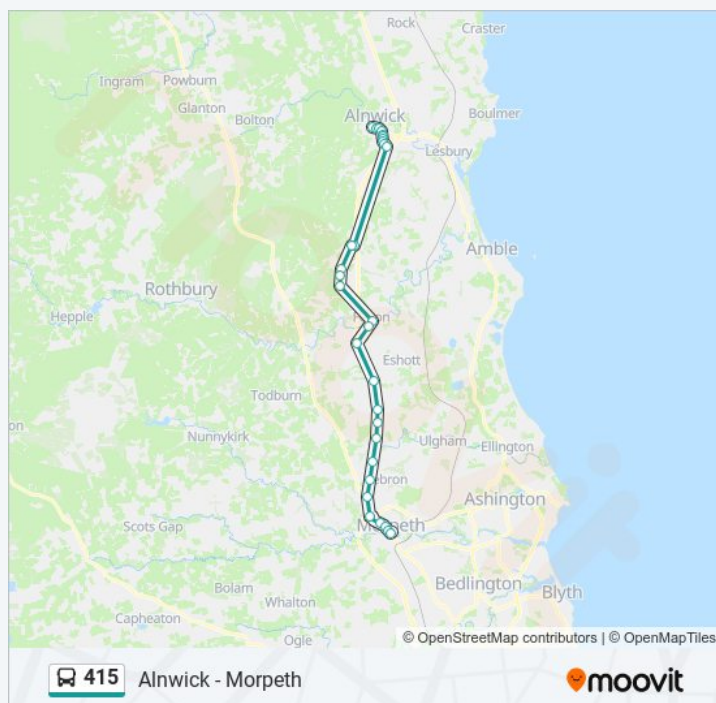 Rock
Craster
Ingram
Powburn
Glanton
Alnwick
Boulmer
Bolton
Lesbury
Amble
Rothbury
Hepple
Eshott
Todburn
Nunnykirk
Ulgham
Ellington
Ashington
Scots Gap
Morpeth
Bedlington
Blyth
Bolam
Whalton
Capheaton
Ogle
© OpenStreetMap contributors | © OpenMapTiles
415
Alnwick - Morpeth
moovit